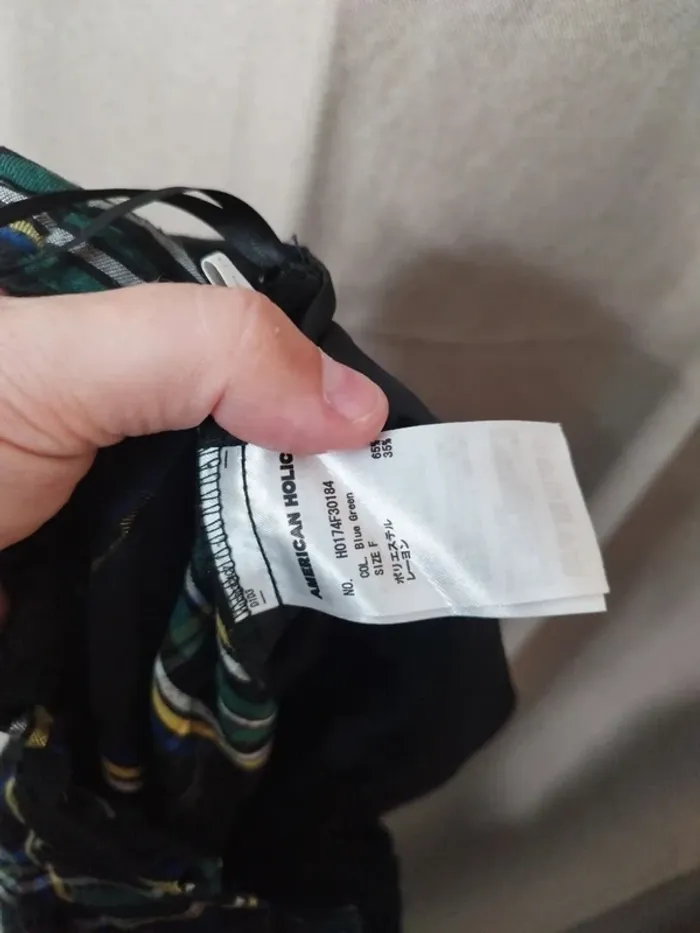 AMERICAN HOLIC
NO. H0174F30184
COL. Blue Green
SIZE F
ポリエステル 65%
レーヨン 35%